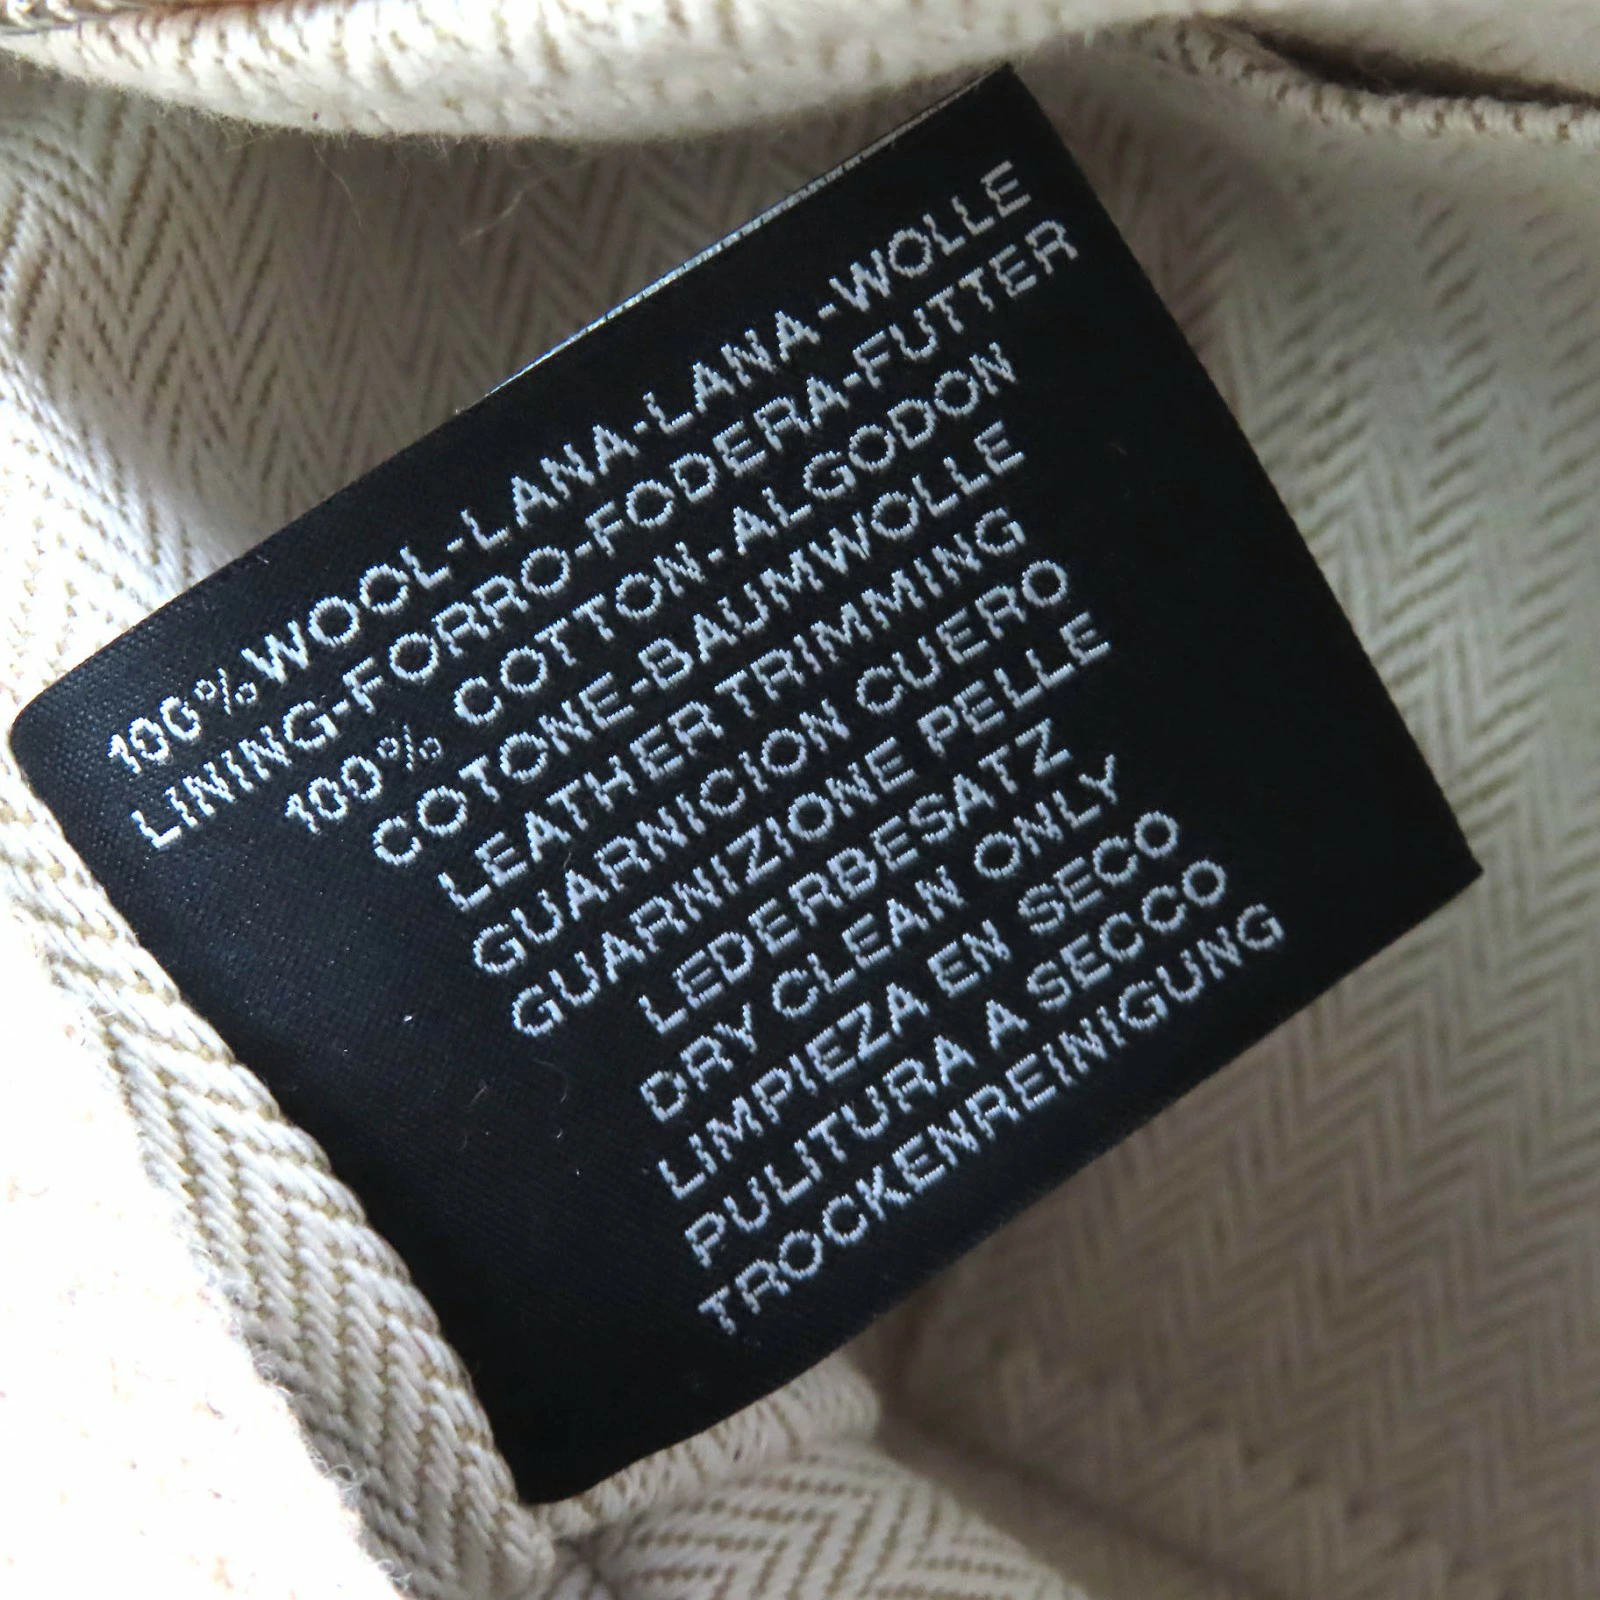 100% WOOL-LANA-LANA-WOLLE
LINING-FORRO-FODERA-FUTTER
100% COTTON-ALGODON
COTONE-BAUMWOLLE
LEATHER TRIMMING
GUARNICION CUERO
GUARNIZIONE PELLE
LEDERBESATZ
DRY CLEAN ONLY
LIMPIEZA EN SECO
PULITURA A SECCO
TROCKENREINIGUNG